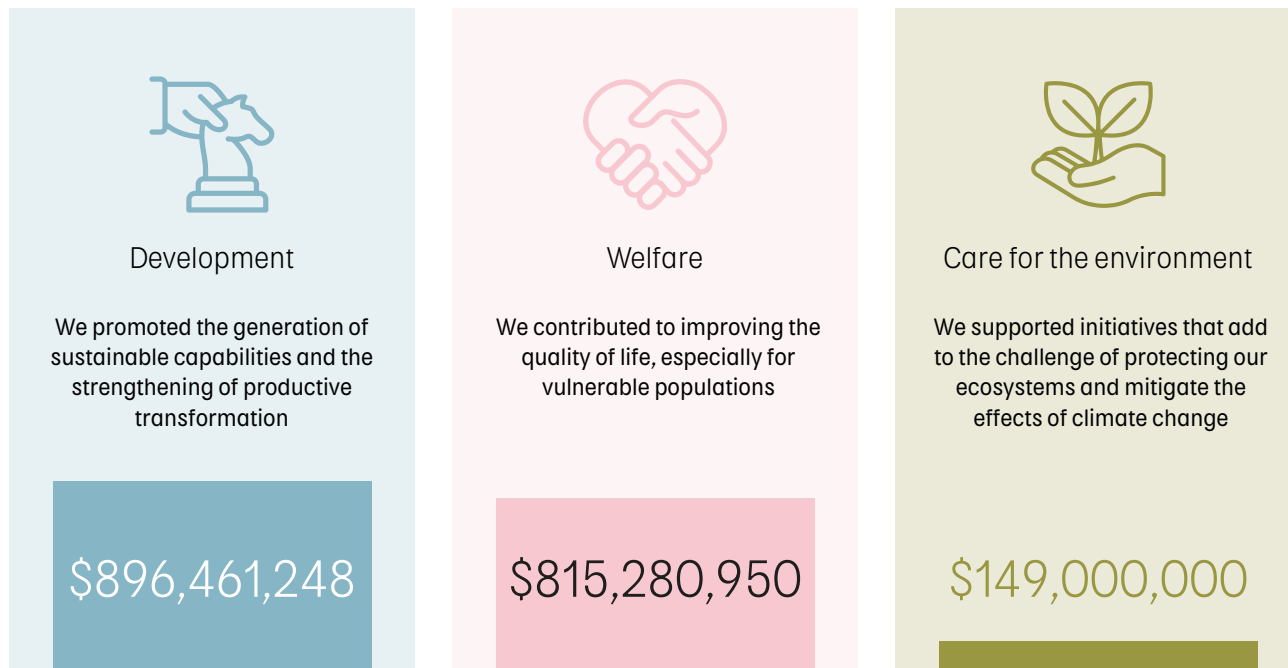 Development
We promoted the generation of
sustainable capabilities and the
strengthening of productive
transformation
$896,461,248
Welfare
We contributed to improving the
quality of life, especially for
vulnerable populations
$815,280,950
Care for the environment
We supported initiatives that add
to the challenge of protecting our
ecosystems and mitigate the
effects of climate change
$149,000,000